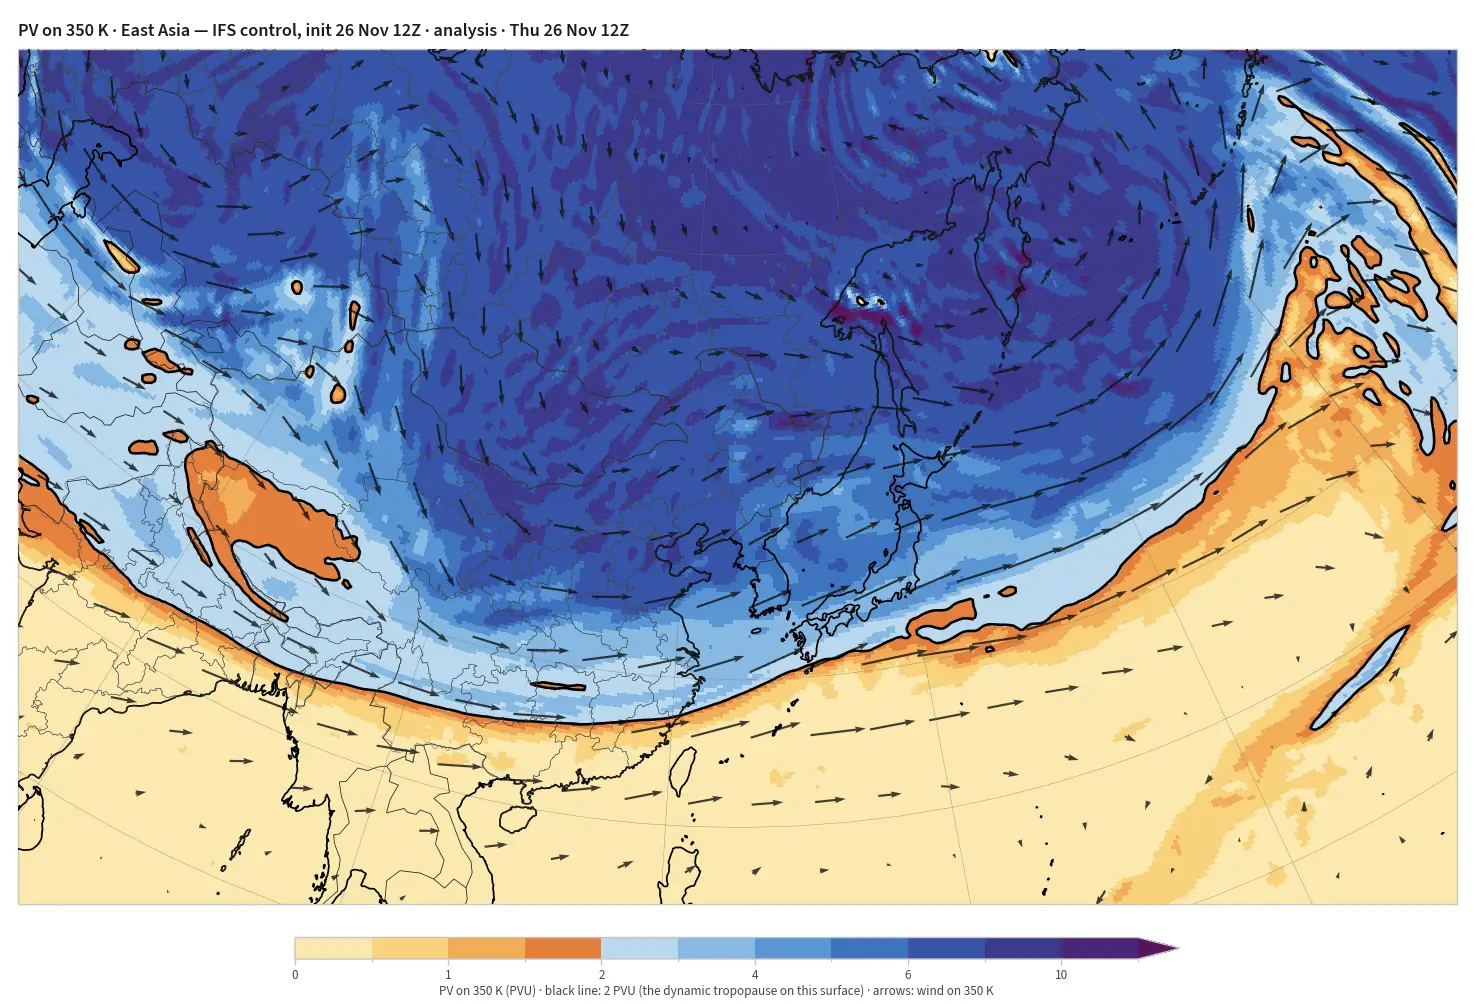 PV on 350 K · East Asia — IFS control, init 26 Nov 12Z · analysis · Thu 26 Nov 12Z
0 1 2 4 6 10
PV on 350 K (PVU) · black line: 2 PVU (the dynamic tropopause on this surface) · arrows: wind on 350 K